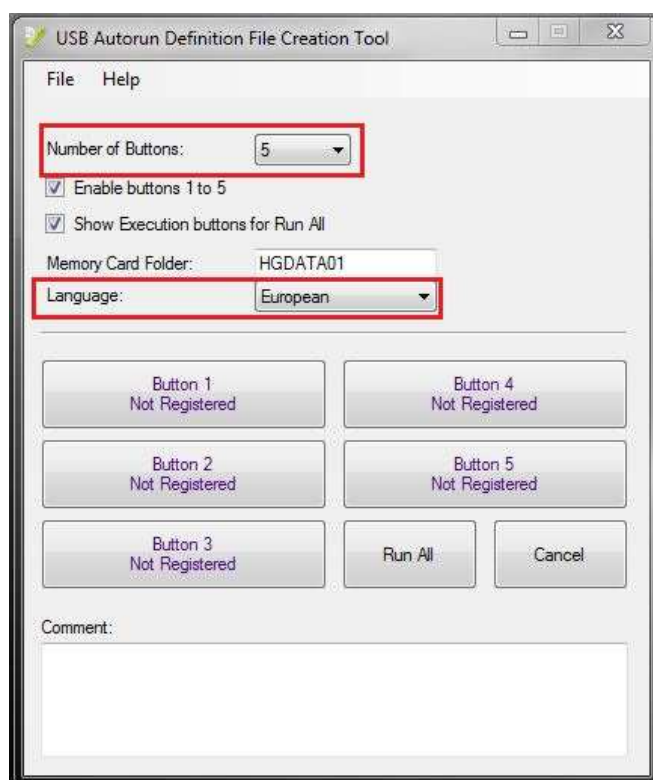 USB Autorun Definition File Creation Tool
File Help
Number of Buttons: 5
Enable buttons 1 to 5
Show Execution buttons for Run All
Memory Card Folder: HGDATA01
Language: European
Button 1
Not Registered
Button 4
Not Registered
Button 2
Not Registered
Button 5
Not Registered
Button 3
Not Registered
Run All
Cancel
Comment: